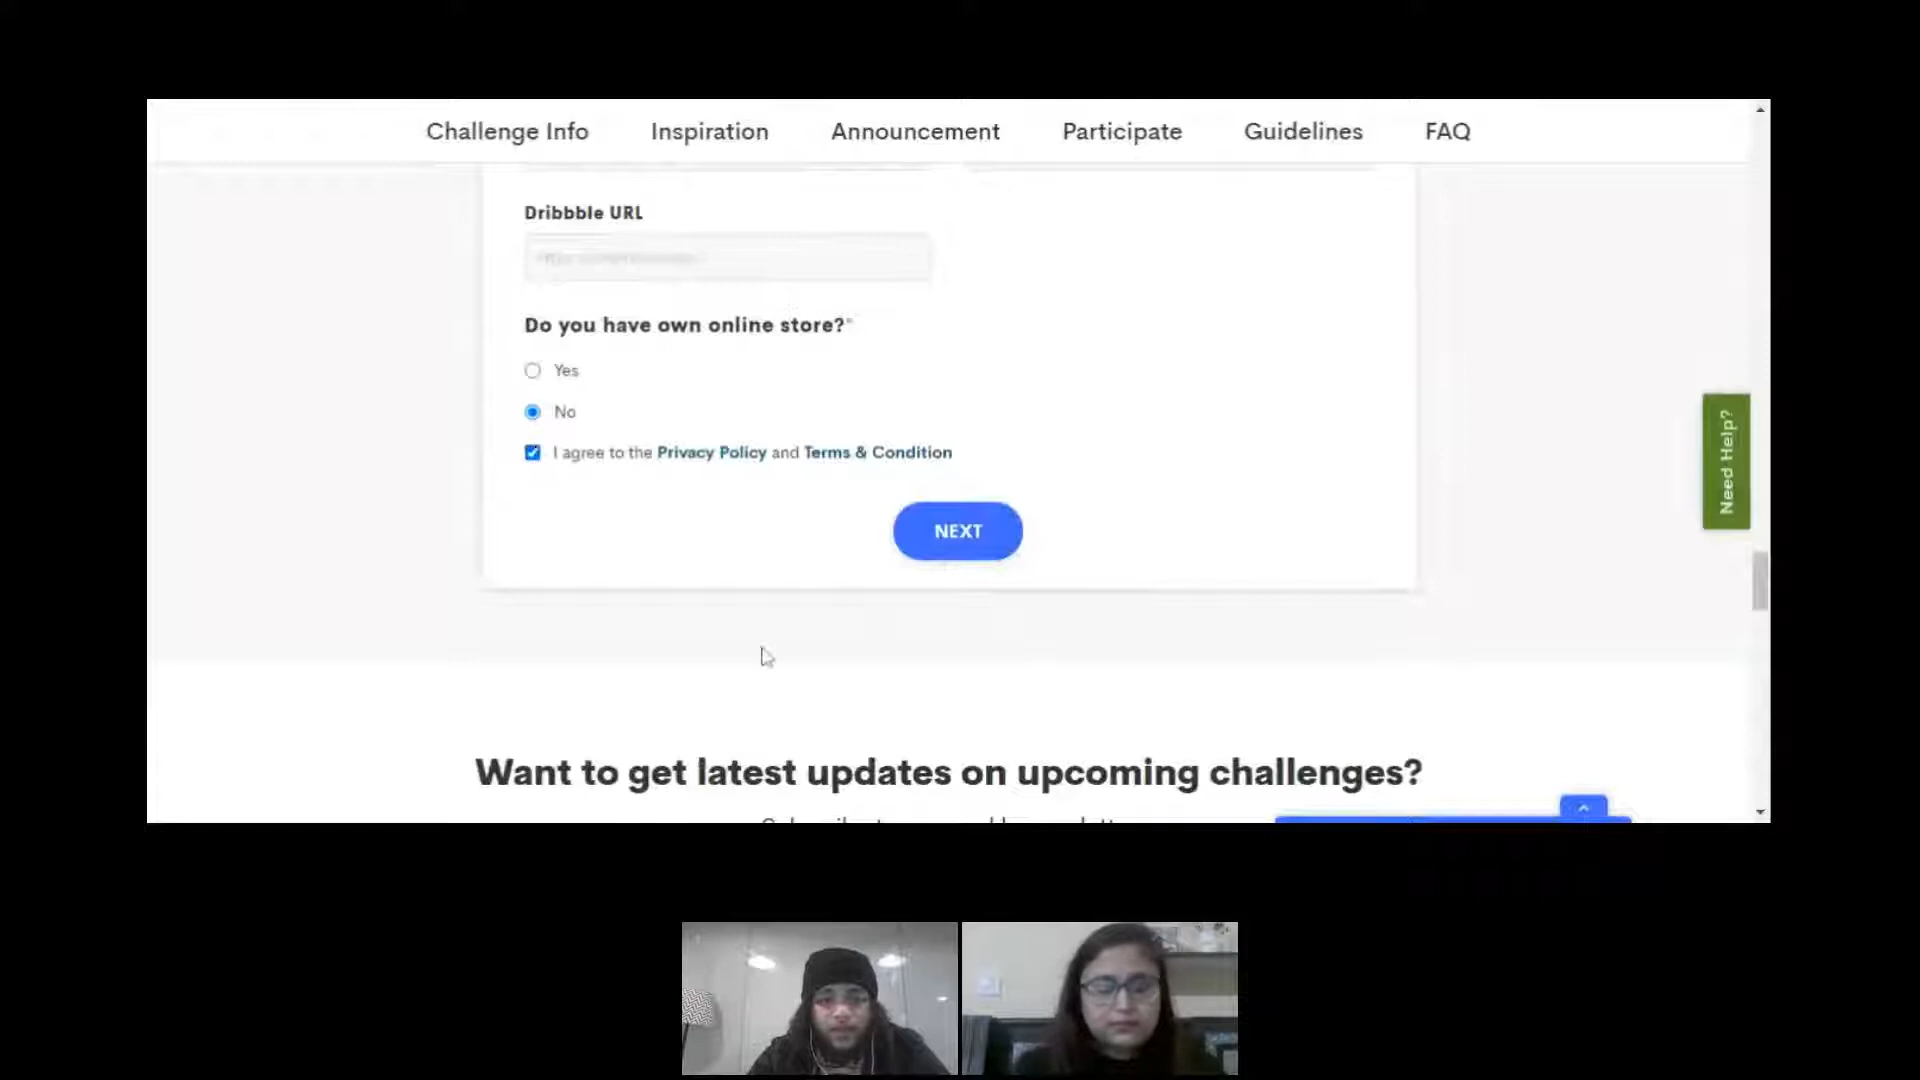 Challenge Info Inspiration Announcement Participate Guidelines FAQ
Dribbble URL
Do you have own online store?*
Yes
No
I agree to the Privacy Policy and Terms & Condition
NEXT
Need Help?
Want to get latest updates on upcoming challenges?